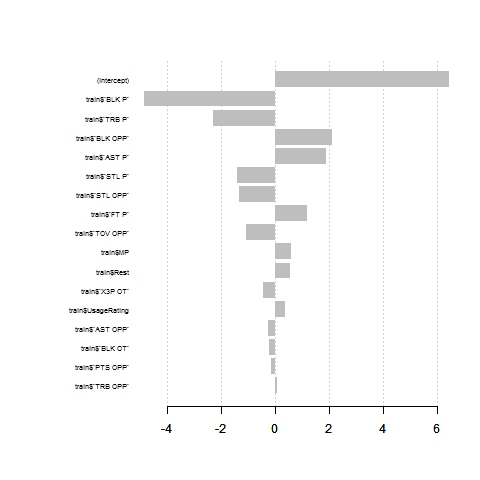 (Intercept)
train$`BLK P`
train$`TRB P`
train$`BLK OPP`
train$`AST P`
train$`STL P`
train$`STL OPP`
train$`FT P`
train$`TOV OPP`
train$MP
train$Rest
train$`X3P OT`
train$UsageRating
train$`AST OPP`
train$`BLK OT`
train$`PTS OPP`
train$`TRB OPP`
-4 -2 0 2 4 6